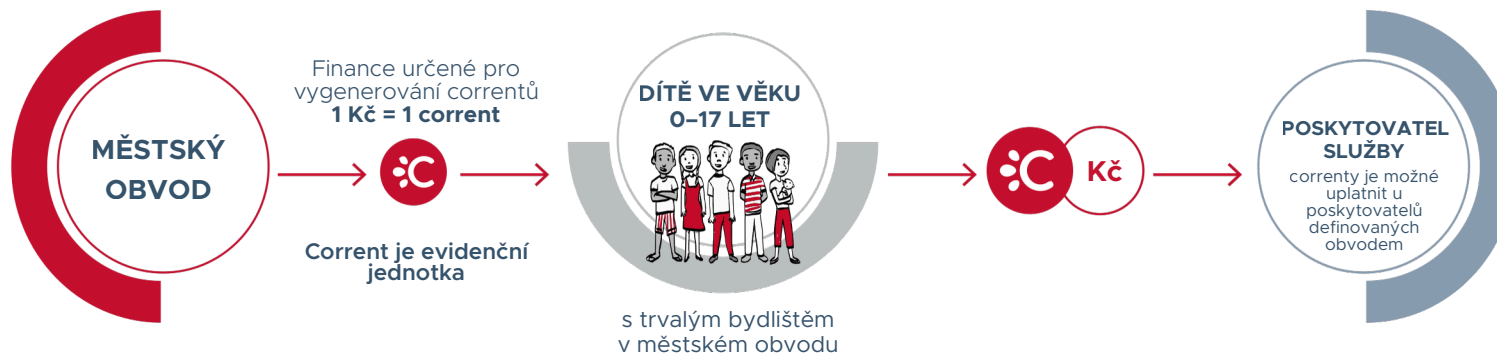 MĚSTSKÝ
OBVOD
Finance určené pro
vygenerování correntů
1 Kč = 1 corrent
C
Corrent je evidenční
jednotka
DÍTĚ VE VĚKU
0–17 LET
s trvalým bydlištěm
v městském obvodu
C
Kč
POSKYTOVATEL
SLUŽBY
correnty je možné
uplatnit u
poskytovatelů
definovaných
obvodem